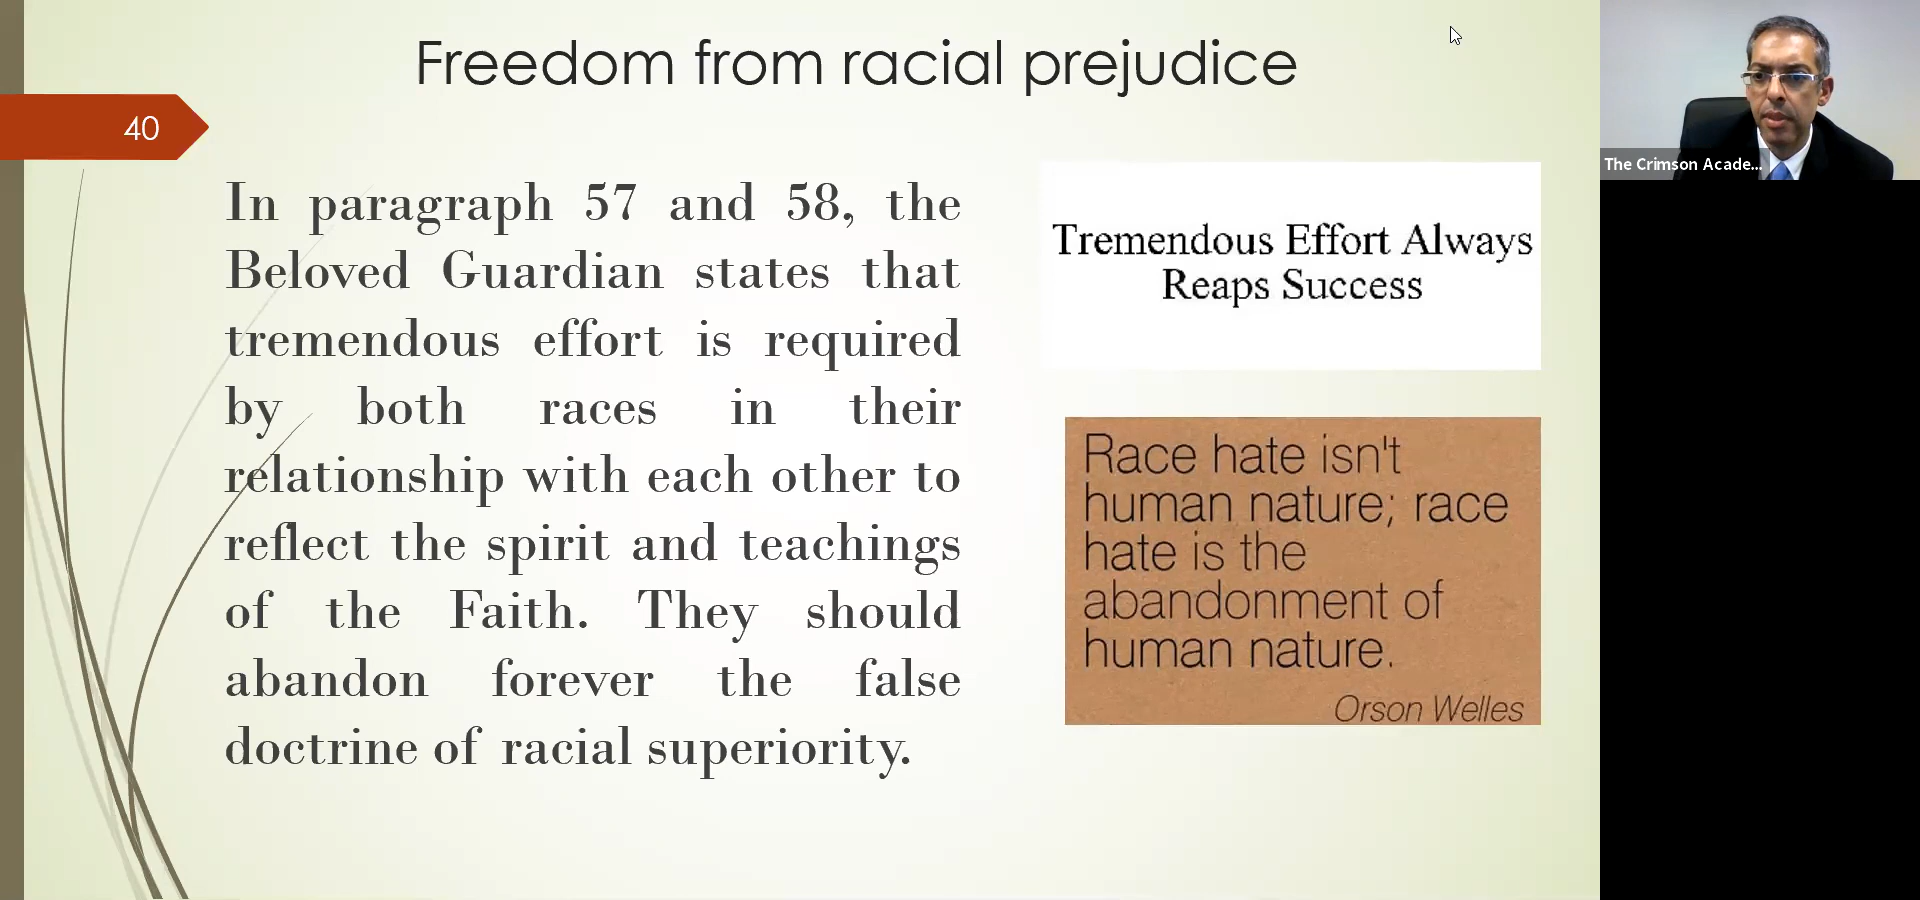 Freedom from racial prejudice
40
In paragraph 57 and 58, the
Beloved Guardian states that
tremendous effort is required
by both races in their
relationship with each other to
reflect the spirit and teachings
of the Faith. They should
abandon forever the false
doctrine of racial superiority.
Tremendous Effort Always
Reaps Success
Race hate isn't
human nature; race
hate is the
abandonment of
human nature.
Orson Welles
The Crimson Acade...